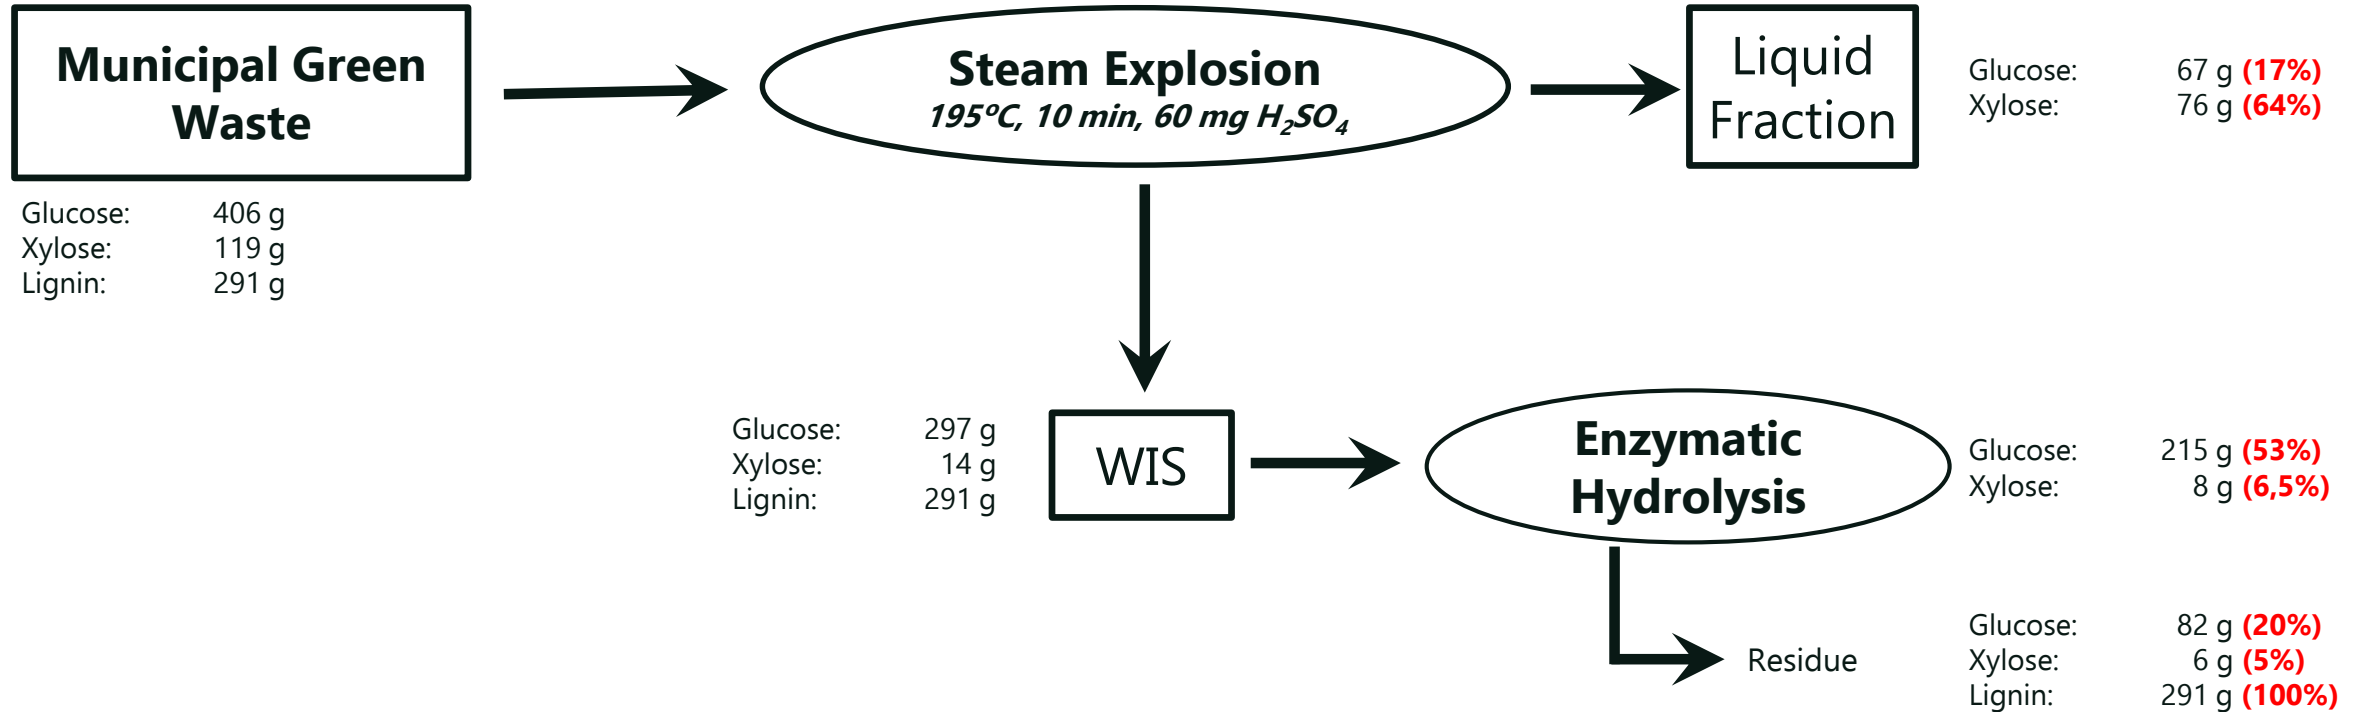 Municipal Green
Waste
Glucose: 406 g
Xylose: 119 g
Lignin: 291 g
Steam Explosion
195ºC, 10 min, 60 mg H₂SO₄
Liquid
Fraction
Glucose: 67 g (17%)
Xylose: 76 g (64%)
Glucose: 297 g
Xylose: 14 g
Lignin: 291 g
WIS
Enzymatic
Hydrolysis
Glucose: 215 g (53%)
Xylose: 8 g (6,5%)
Residue
Glucose: 82 g (20%)
Xylose: 6 g (5%)
Lignin: 291 g (100%)